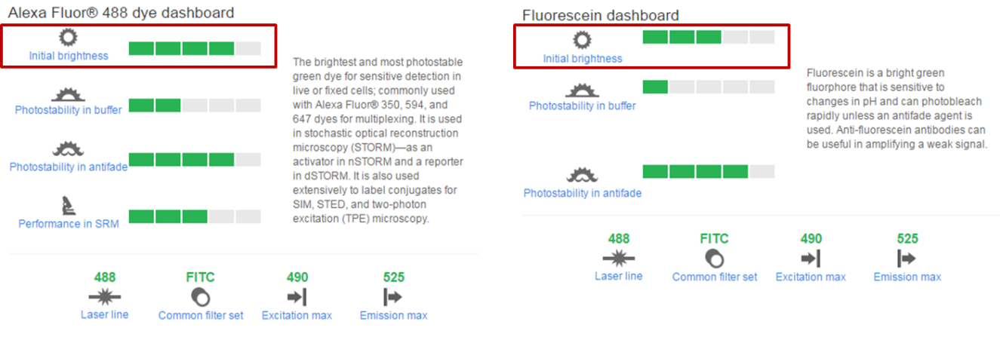 Alexa Fluor® 488 dye dashboard
Initial brightness
Photostability in buffer
Photostability in antifade
Performance in SRM
The brightest and most photostable
green dye for sensitive detection in
live or fixed cells; commonly used
with Alexa Fluor® 350, 594, and
647 dyes for multiplexing. It is used
in stochastic optical reconstruction
microscopy (STORM)—as an
activator in nSTORM and a reporter
in dSTORM. It is also used
extensively to label conjugates for
SIM, STED, and two-photon
excitation (TPE) microscopy.
488 FITC 490 525
Laser line Common filter set Excitation max Emission max
Fluorescein dashboard
Initial brightness
Photostability in buffer
Photostability in antifade
Fluorescein is a bright green
fluorphore that is sensitive to
changes in pH and can photobleach
rapidly unless an antifade agent is
used. Anti-fluorescein antibodies can
be useful in amplifying a weak signal.
488 FITC 490 525
Laser line Common filter set Excitation max Emission max